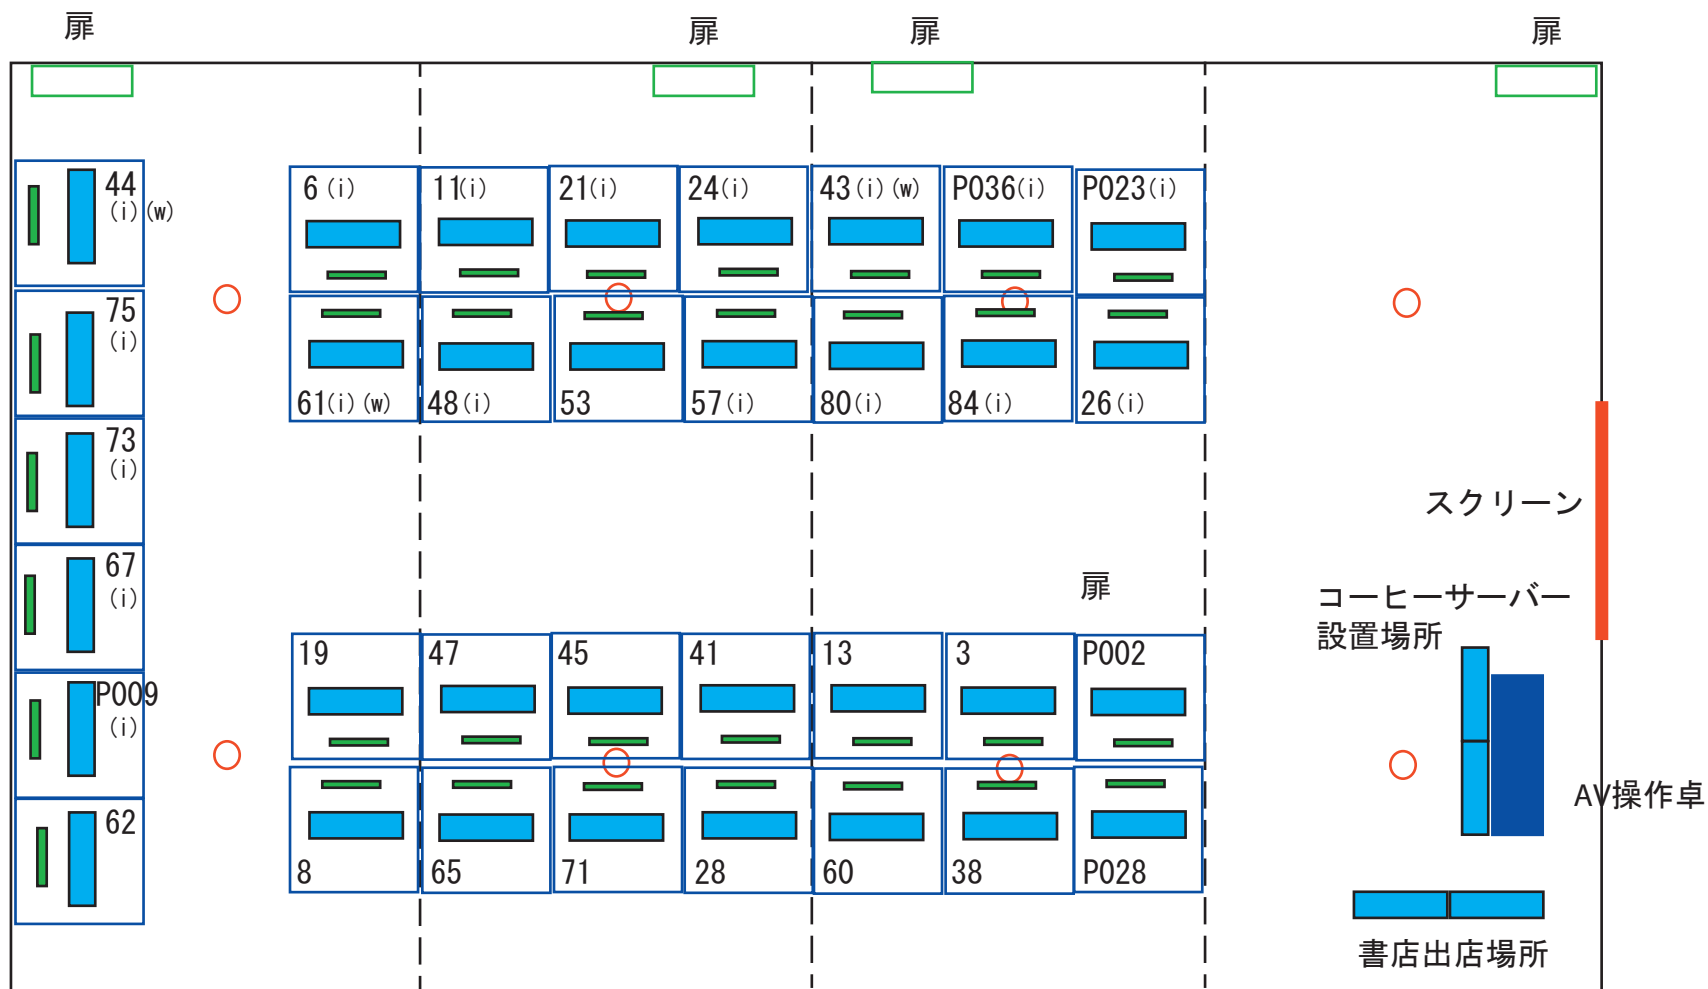 扉 扉 扉 扉
44
(i)(w)
6(i) 11(i) 21(i) 24(i) 43(i)(w) P036(i) P023(i)
75
(i)
61(i)(w) 48(i) 53 57(i) 80(i) 84(i) 26(i)
73
(i)
スクリーン
67
(i)
扉
コーヒーサーバー
設置場所
19 47 45 41 13 3 P002
P009
(i)
AV操作卓
62
8 65 71 28 60 38 P028
書店出店場所